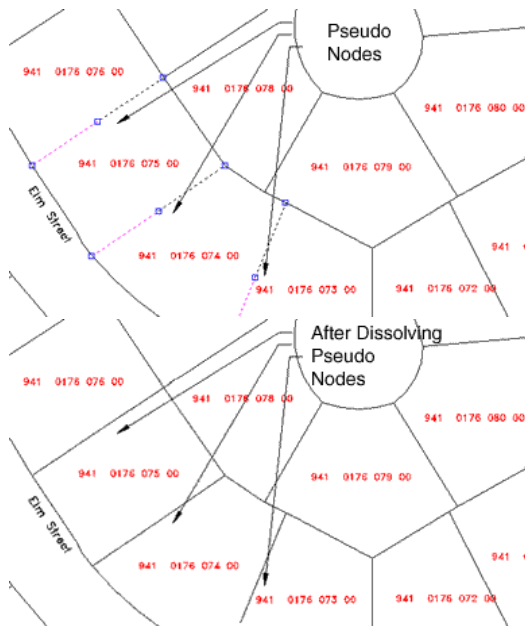 Pseudo
Nodes
941 0176 076 00
941 0176 078 00
941 0176 080 00
941 0176 075 00
941 0176 079 00
Elm Street
941 0176 074 00
941
941 0176 073 00
941 0176 072 00
After Dissolving
Pseudo
Nodes
941 0176 076 00
941 0176 078 00
941 0176 080 00
941 0176 075 00
941 0176 079 00
Elm Street
941 0176 074 00
941
941 0176 073 00
941 0176 072 00